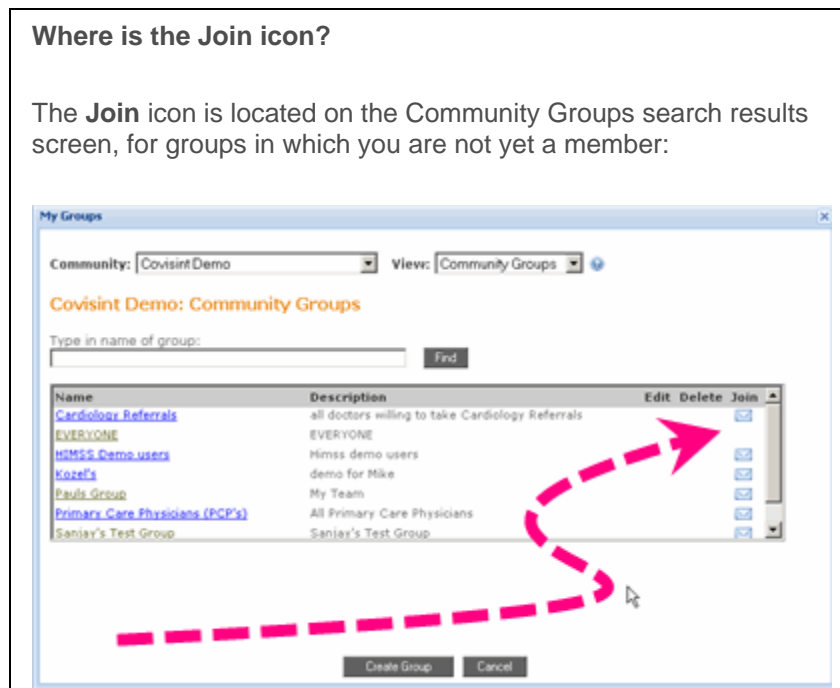 Where is the Join icon?
The Join icon is located on the Community Groups search results
screen, for groups in which you are not yet a member:
My Groups
Community: Covisint Demo View: Community Groups
Covisint Demo: Community Groups
Type in name of group:
Find
Name Description Edit Delete Join
Cardiology Referrals all doctors willing to take Cardiology Referrals
EVERYONE EVERYONE
HIMSS Demo users Himss demo users
Kozel's demo for Mike
Pauls Group My Team
Primary Care Physicians (PCP's) All Primary Care Physicians
Sanjay's Test Group Sanjay's Test Group
Create Group Cancel